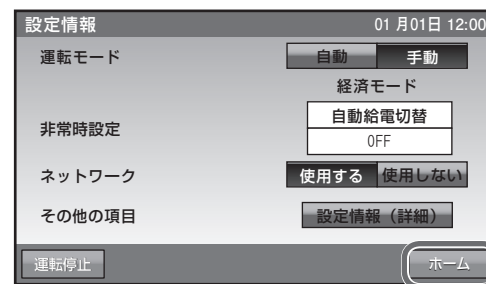 設定情報 01月01日 12:00
運転モード 自動 手動
経済モード
非常時設定 自動給電切替
OFF
ネットワーク 使用する 使用しない
その他の項目 設定情報（詳細）
運転停止 ホーム